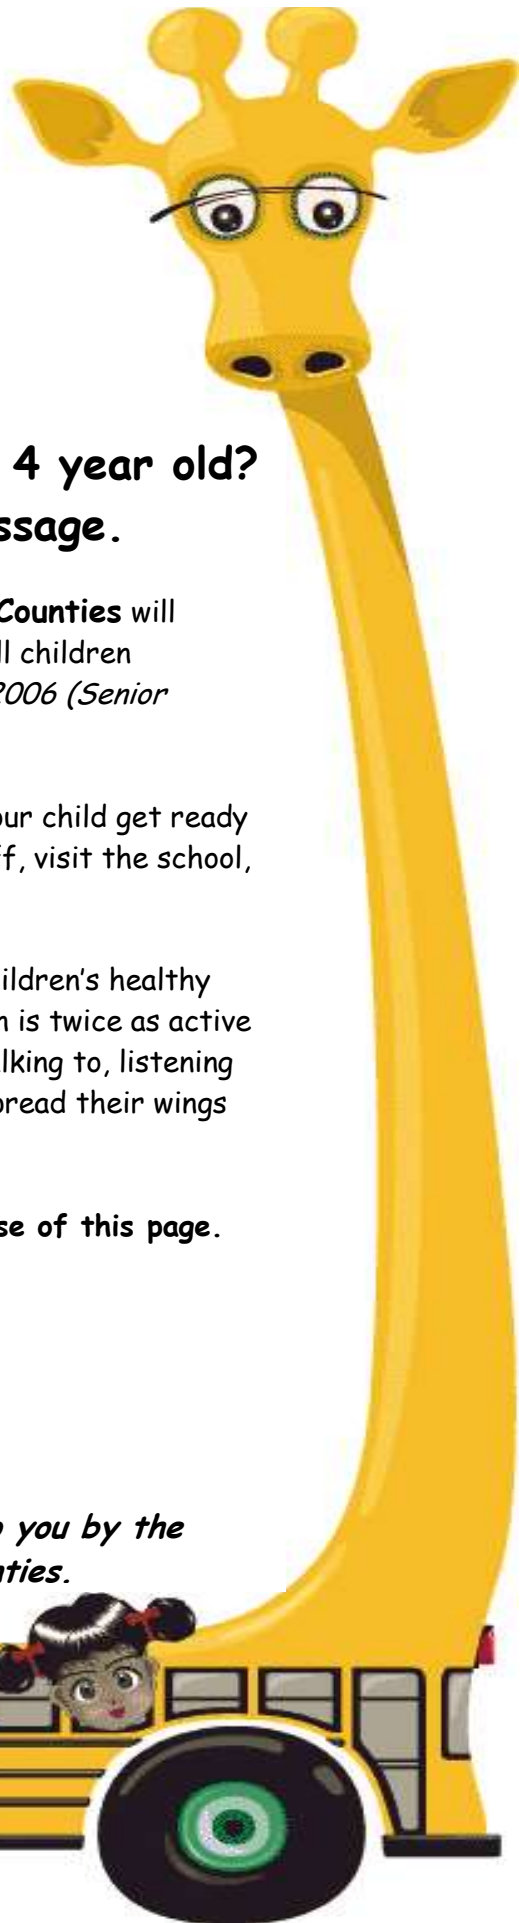 4 year old?
ssage.
Counties will
ll children
2006 (Senior
our child get ready
ff, visit the school,
ildren's healthy
n is twice as active
lking to, listening
pread their wings
se of this page.
o you by the
nties.